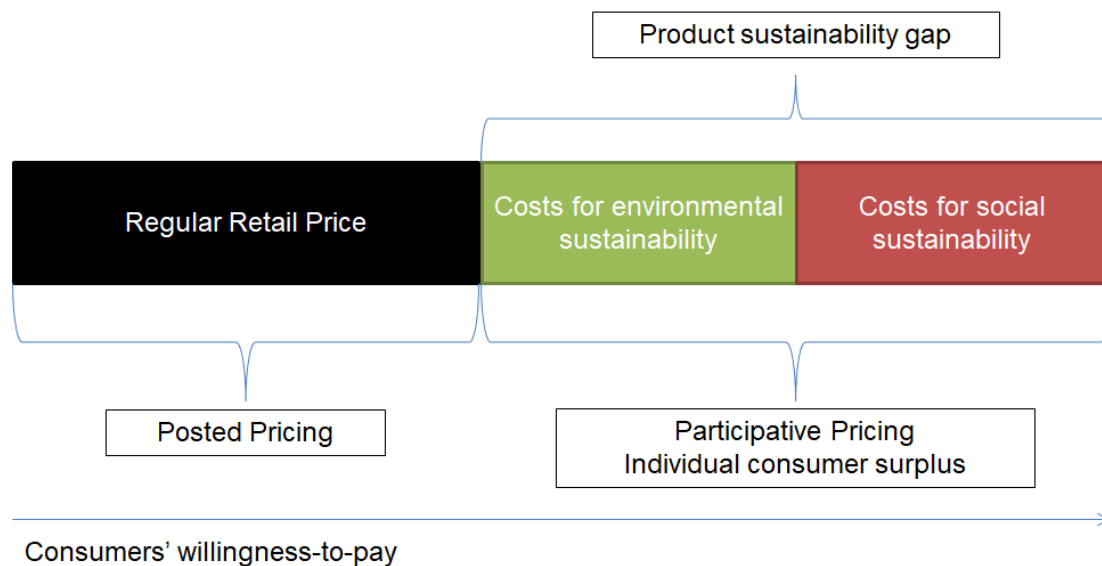 Product sustainability gap
Regular Retail Price
Costs for environmental
sustainability
Costs for social
sustainability
Posted Pricing
Participative Pricing
Individual consumer surplus
Consumers’ willingness-to-pay